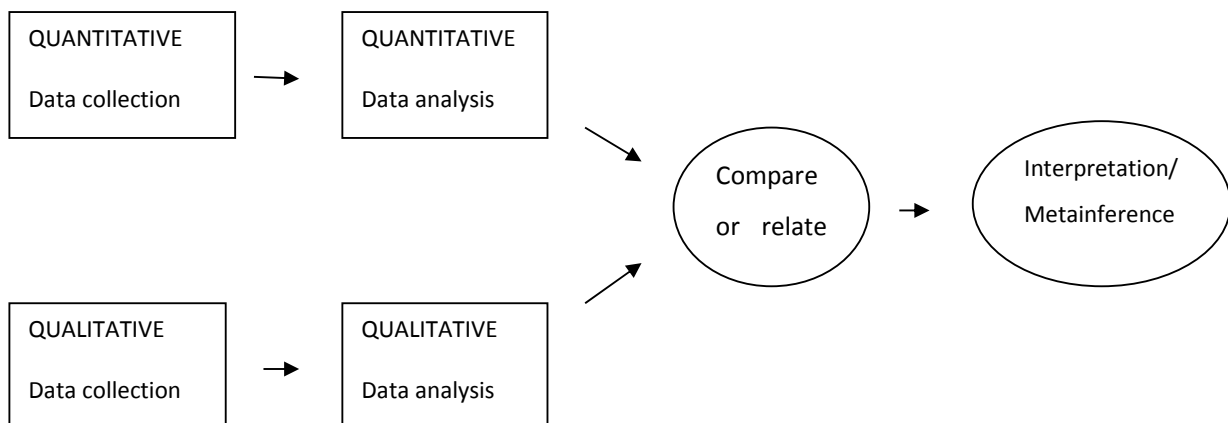 QUANTITATIVE
Data collection
QUANTITATIVE
Data analysis
Compare
or relate
Interpretation/
Metainference
QUALITATIVE
Data collection
QUALITATIVE
Data analysis